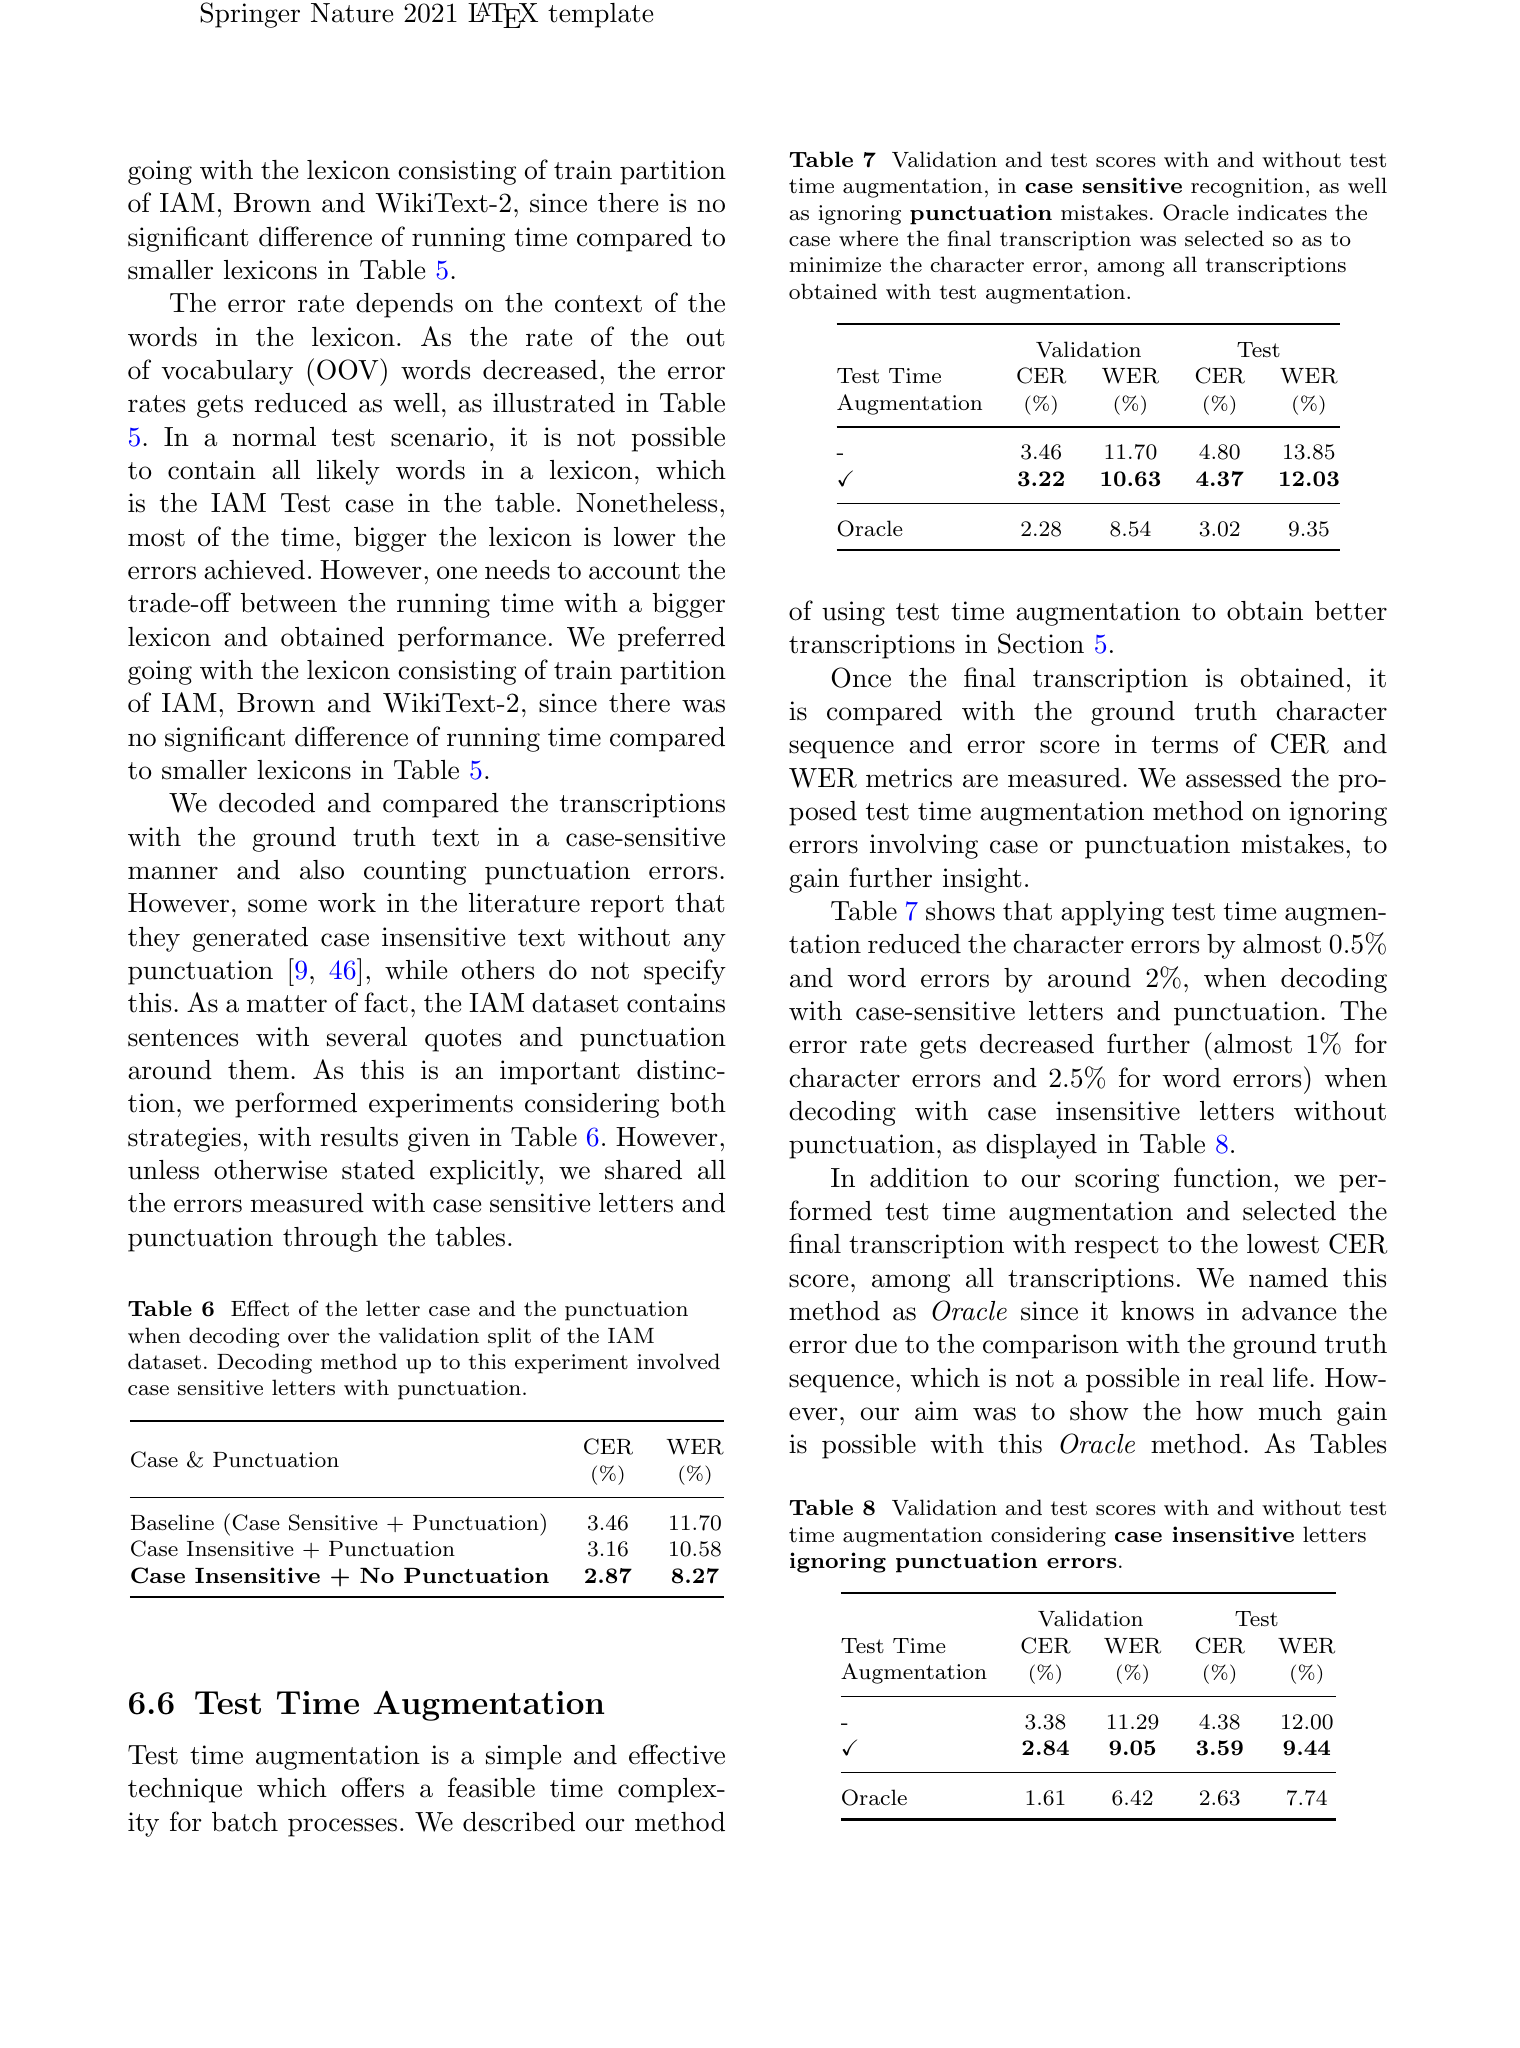 Springer Nature 2021 LATEX template
going with the lexicon consisting of train partition
of IAM, Brown and WikiText-2, since there is no
significant difference of running time compared to
smaller lexicons in Table 5.
The error rate depends on the context of the
words in the lexicon. As the rate of the out
of vocabulary (OOV) words decreased, the error
rates gets reduced as well, as illustrated in Table
5. In a normal test scenario, it is not possible
to contain all likely words in a lexicon, which
is the IAM Test case in the table. Nonetheless,
most of the time, bigger the lexicon is lower the
errors achieved. However, one needs to account the
trade-off between the running time with a bigger
lexicon and obtained performance. We preferred
going with the lexicon consisting of train partition
of IAM, Brown and WikiText-2, since there was
no significant difference of running time compared
to smaller lexicons in Table 5.
We decoded and compared the transcriptions
with the ground truth text in a case-sensitive
manner and also counting punctuation errors.
However, some work in the literature report that
they generated case insensitive text without any
punctuation [9, 46], while others do not specify
this. As a matter of fact, the IAM dataset contains
sentences with several quotes and punctuation
around them. As this is an important distinc-
tion, we performed experiments considering both
strategies, with results given in Table 6. However,
unless otherwise stated explicitly, we shared all
the errors measured with case sensitive letters and
punctuation through the tables.
Table 6 Effect of the letter case and the punctuation
when decoding over the validation split of the IAM
dataset. Decoding method up to this experiment involved
case sensitive letters with punctuation.
Case & Punctuation CER WER
(%) (%)
Baseline (Case Sensitive + Punctuation) 3.46 11.70
Case Insensitive + Punctuation 3.16 10.58
Case Insensitive + No Punctuation 2.87 8.27
6.6 Test Time Augmentation
Test time augmentation is a simple and effective
technique which offers a feasible time complex-
ity for batch processes. We described our method
Table 7 Validation and test scores with and without test
time augmentation, in case sensitive recognition, as well
as ignoring punctuation mistakes. Oracle indicates the
case where the final transcription was selected so as to
minimize the character error, among all transcriptions
obtained with test augmentation.
Validation Test
Test Time CER WER CER WER
Augmentation (%) (%) (%) (%)
- 3.46 11.70 4.80 13.85
✓ 3.22 10.63 4.37 12.03
Oracle 2.28 8.54 3.02 9.35
of using test time augmentation to obtain better
transcriptions in Section 5.
Once the final transcription is obtained, it
is compared with the ground truth character
sequence and error score in terms of CER and
WER metrics are measured. We assessed the pro-
posed test time augmentation method on ignoring
errors involving case or punctuation mistakes, to
gain further insight.
Table 7 shows that applying test time augmen-
tation reduced the character errors by almost 0.5%
and word errors by around 2%, when decoding
with case-sensitive letters and punctuation. The
error rate gets decreased further (almost 1% for
character errors and 2.5% for word errors) when
decoding with case insensitive letters without
punctuation, as displayed in Table 8.
In addition to our scoring function, we per-
formed test time augmentation and selected the
final transcription with respect to the lowest CER
score, among all transcriptions. We named this
method as Oracle since it knows in advance the
error due to the comparison with the ground truth
sequence, which is not a possible in real life. How-
ever, our aim was to show the how much gain
is possible with this Oracle method. As Tables
Table 8 Validation and test scores with and without test
time augmentation considering case insensitive letters
ignoring punctuation errors.
Validation Test
Test Time CER WER CER WER
Augmentation (%) (%) (%) (%)
- 3.38 11.29 4.38 12.00
✓ 2.84 9.05 3.59 9.44
Oracle 1.61 6.42 2.63 7.74